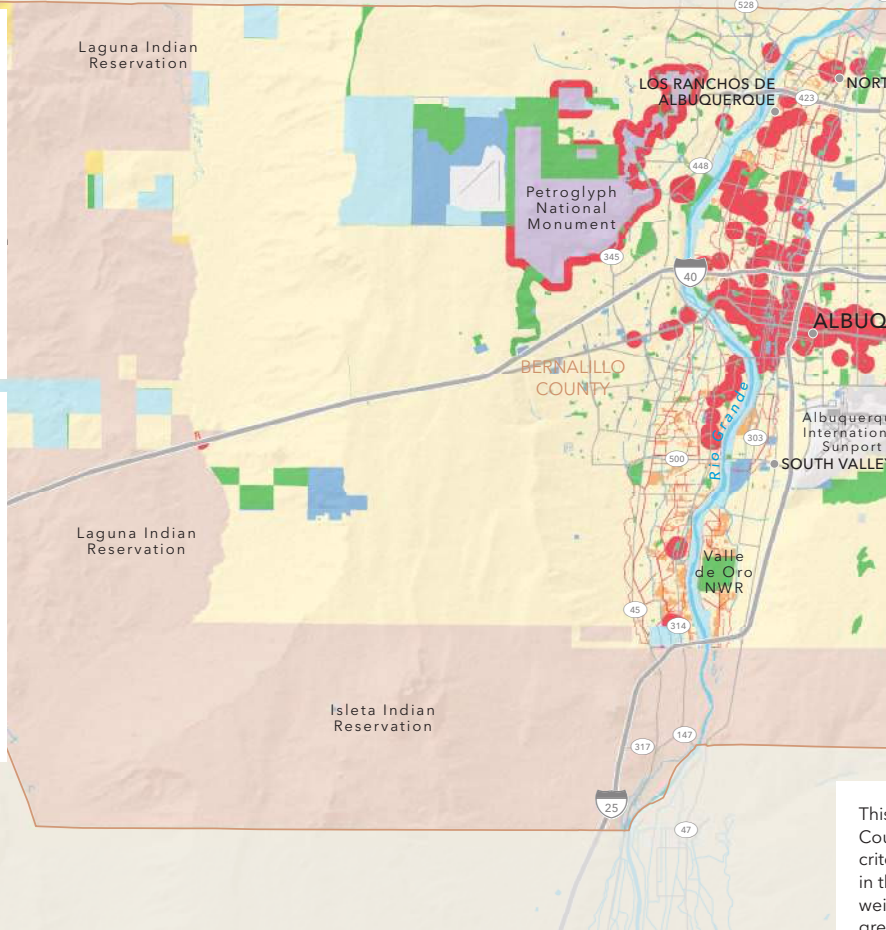 528
Laguna Indian
Reservation
LOS RANCHOS DE
ALBUQUERQUE
NORT
423
448
Petroglyph
National
Monument
345
40
ALBUQ
BERNALILLO
COUNTY
Rio Grande
Albuquerqu
Internation
Sunport
303
500
SOUTH VALLEY
Laguna Indian
Reservation
Valle
de Oro
NWR
45
314
Isleta Indian
Reservation
317
147
25
47
This
Cou
crite
in th
wei
gre